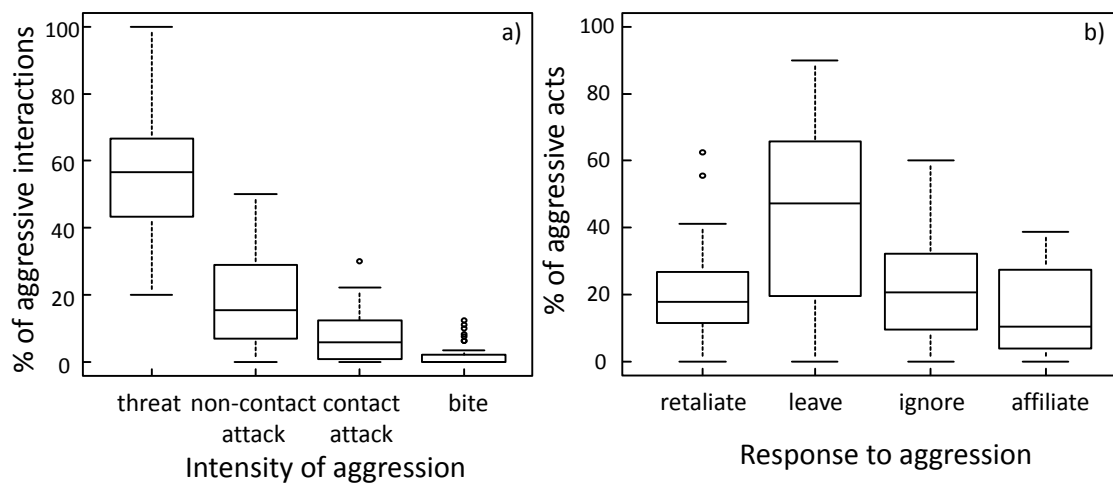 a)
% of aggressive interactions
100
80
60
40
20
0
threat non-contact attack contact attack bite
Intensity of aggression
b)
% of aggressive acts
100
80
60
40
20
0
retaliate leave ignore affiliate
Response to aggression